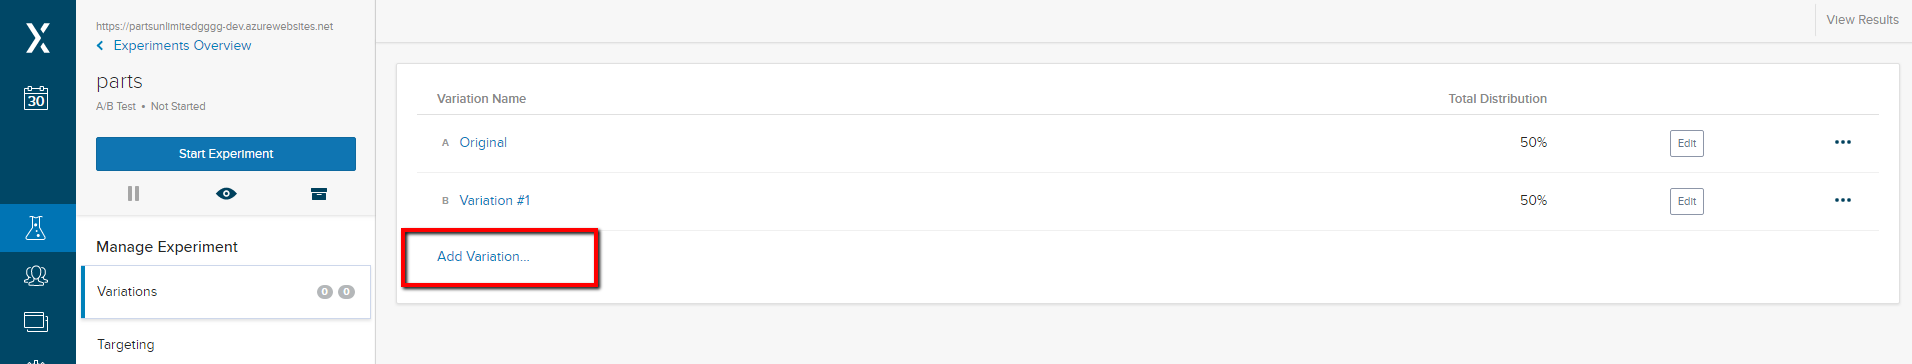 https://partsunlimitedgggg-dev.azurewebsites.net
Experiments Overview
parts
A/B Test • Not Started
Start Experiment
Manage Experiment
Variations 0 0
Targeting
30
View Results
Variation Name Total Distribution
A Original 50% Edit
B Variation #1 50% Edit
Add Variation...